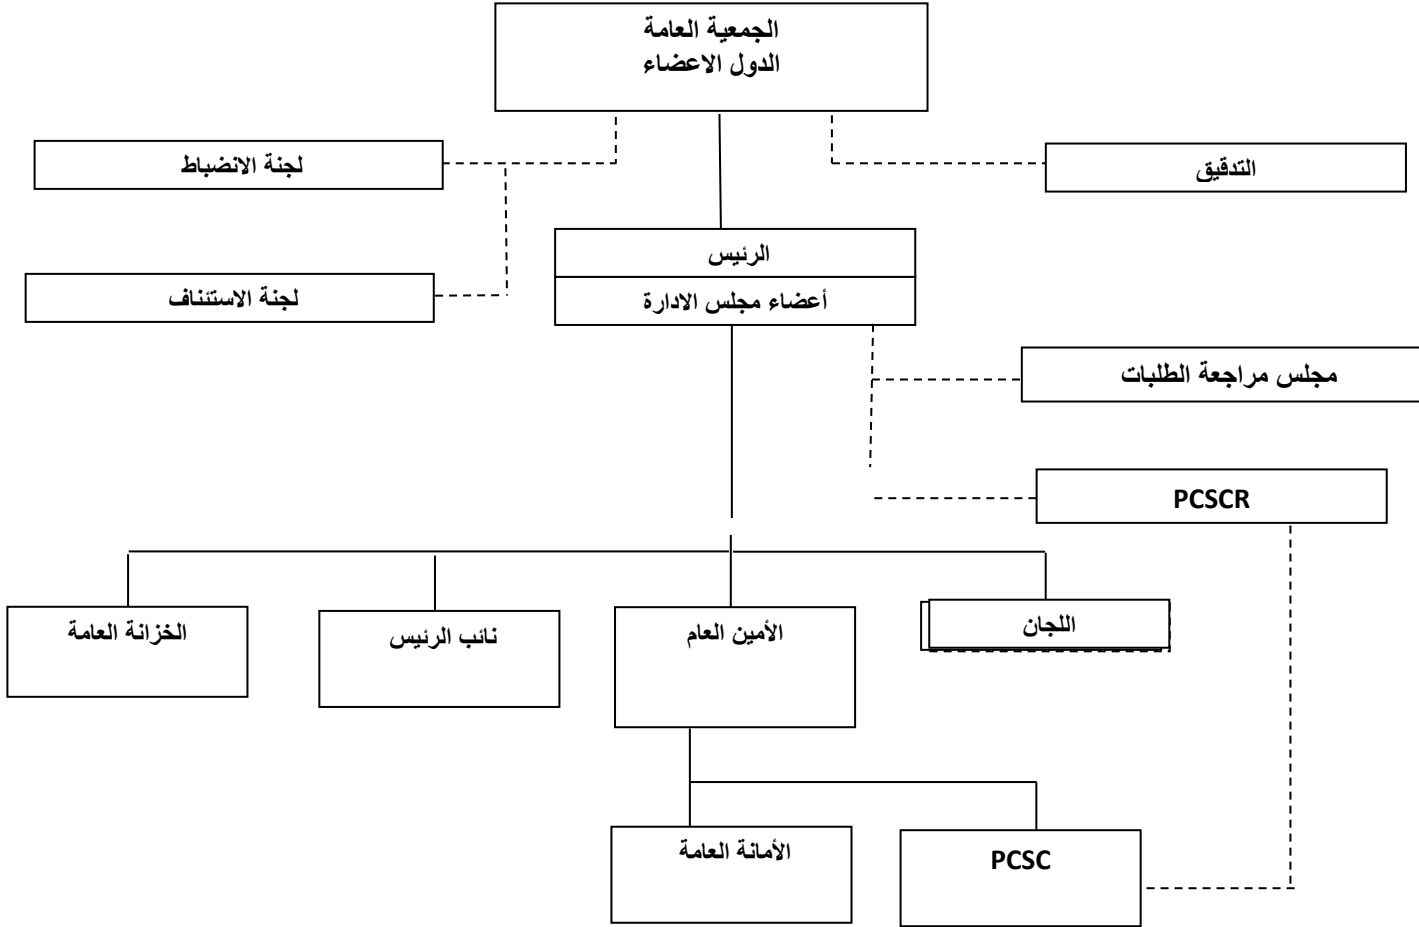 الجمعية العامة
الدول الاعضاء
لجنة الانضباط
التدقيق
الرئيس
أعضاء مجلس الادارة
لجنة الاستئناف
مجلس مراجعة الطلبات
PCSCR
اللجان
الأمين العام
نائب الرئيس
الخزانة العامة
PCSC
الأمانة العامة